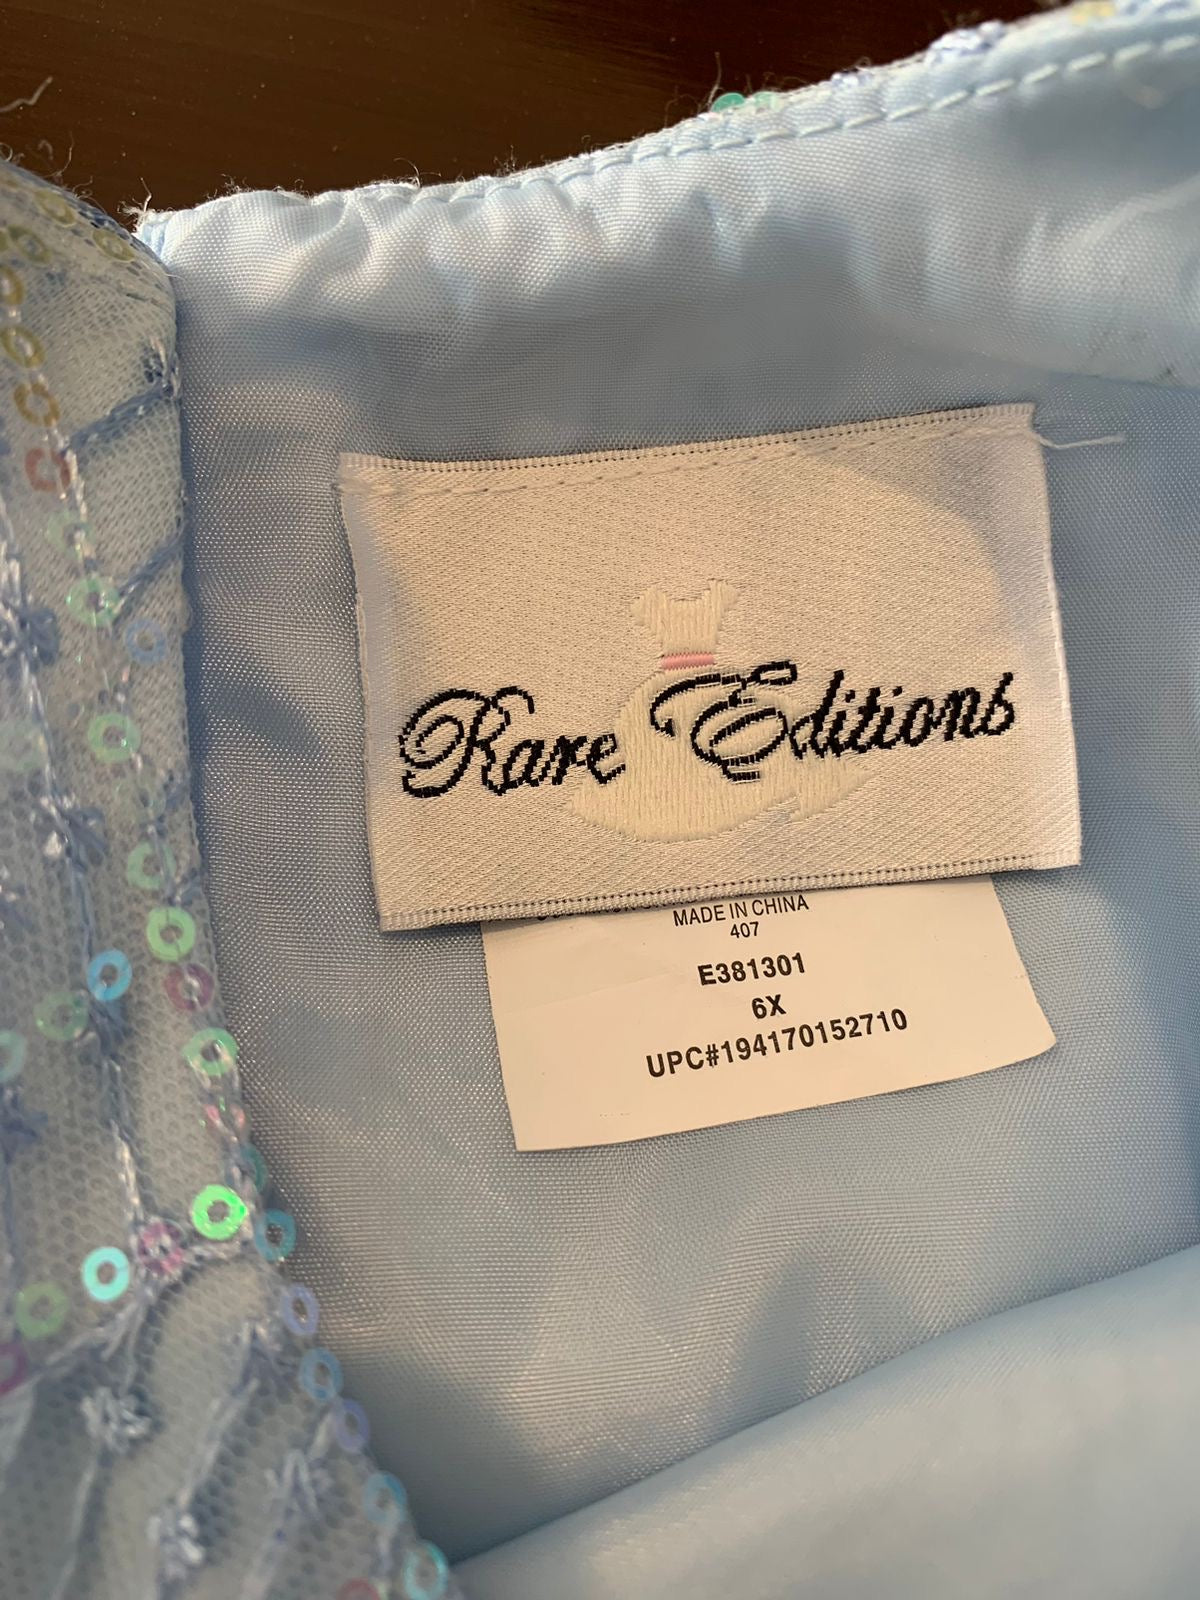 Rare Editions
MADE IN CHINA
407
E381301
6X
UPC#194170152710